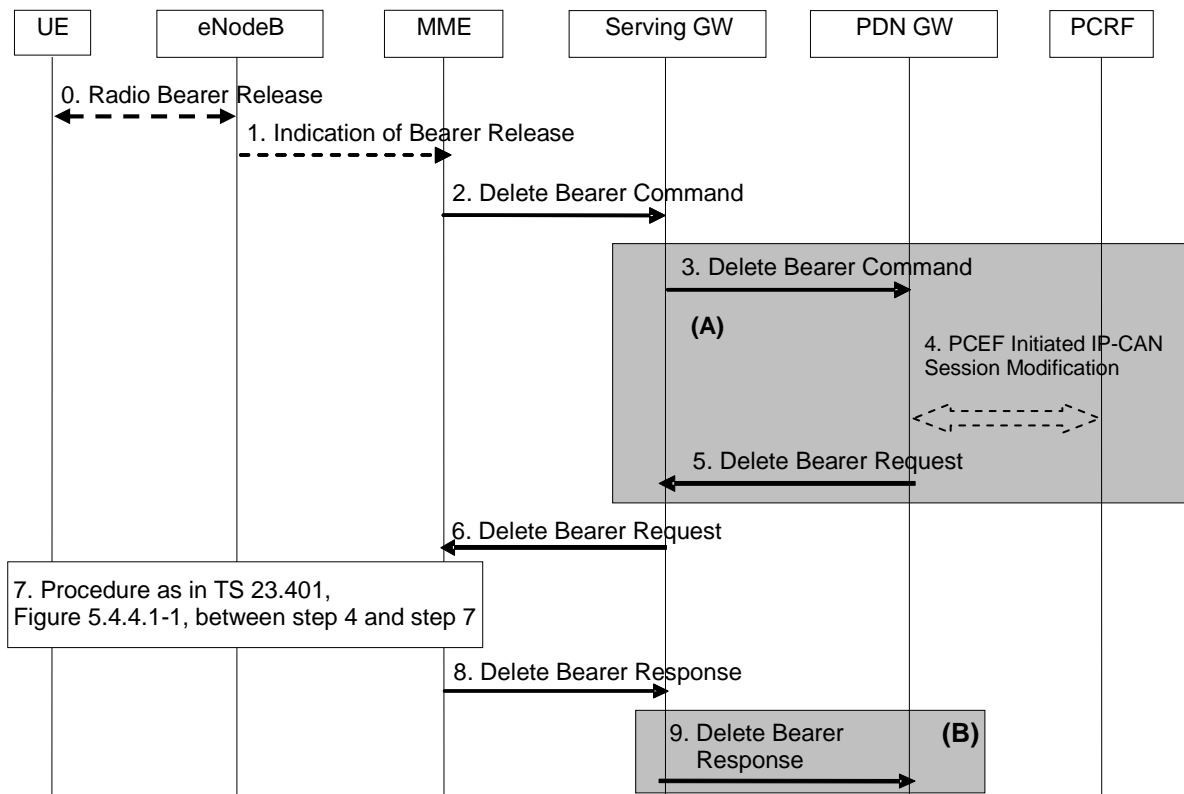 UE
eNodeB
MME
Serving GW
PDN GW
PCRF
0. Radio Bearer Release
1. Indication of Bearer Release
2. Delete Bearer Command
3. Delete Bearer Command
(A)
4. PCEF Initiated IP-CAN
Session Modification
5. Delete Bearer Request
6. Delete Bearer Request
7. Procedure as in TS 23.401,
Figure 5.4.4.1-1, between step 4 and step 7
8. Delete Bearer Response
9. Delete Bearer
Response
(B)